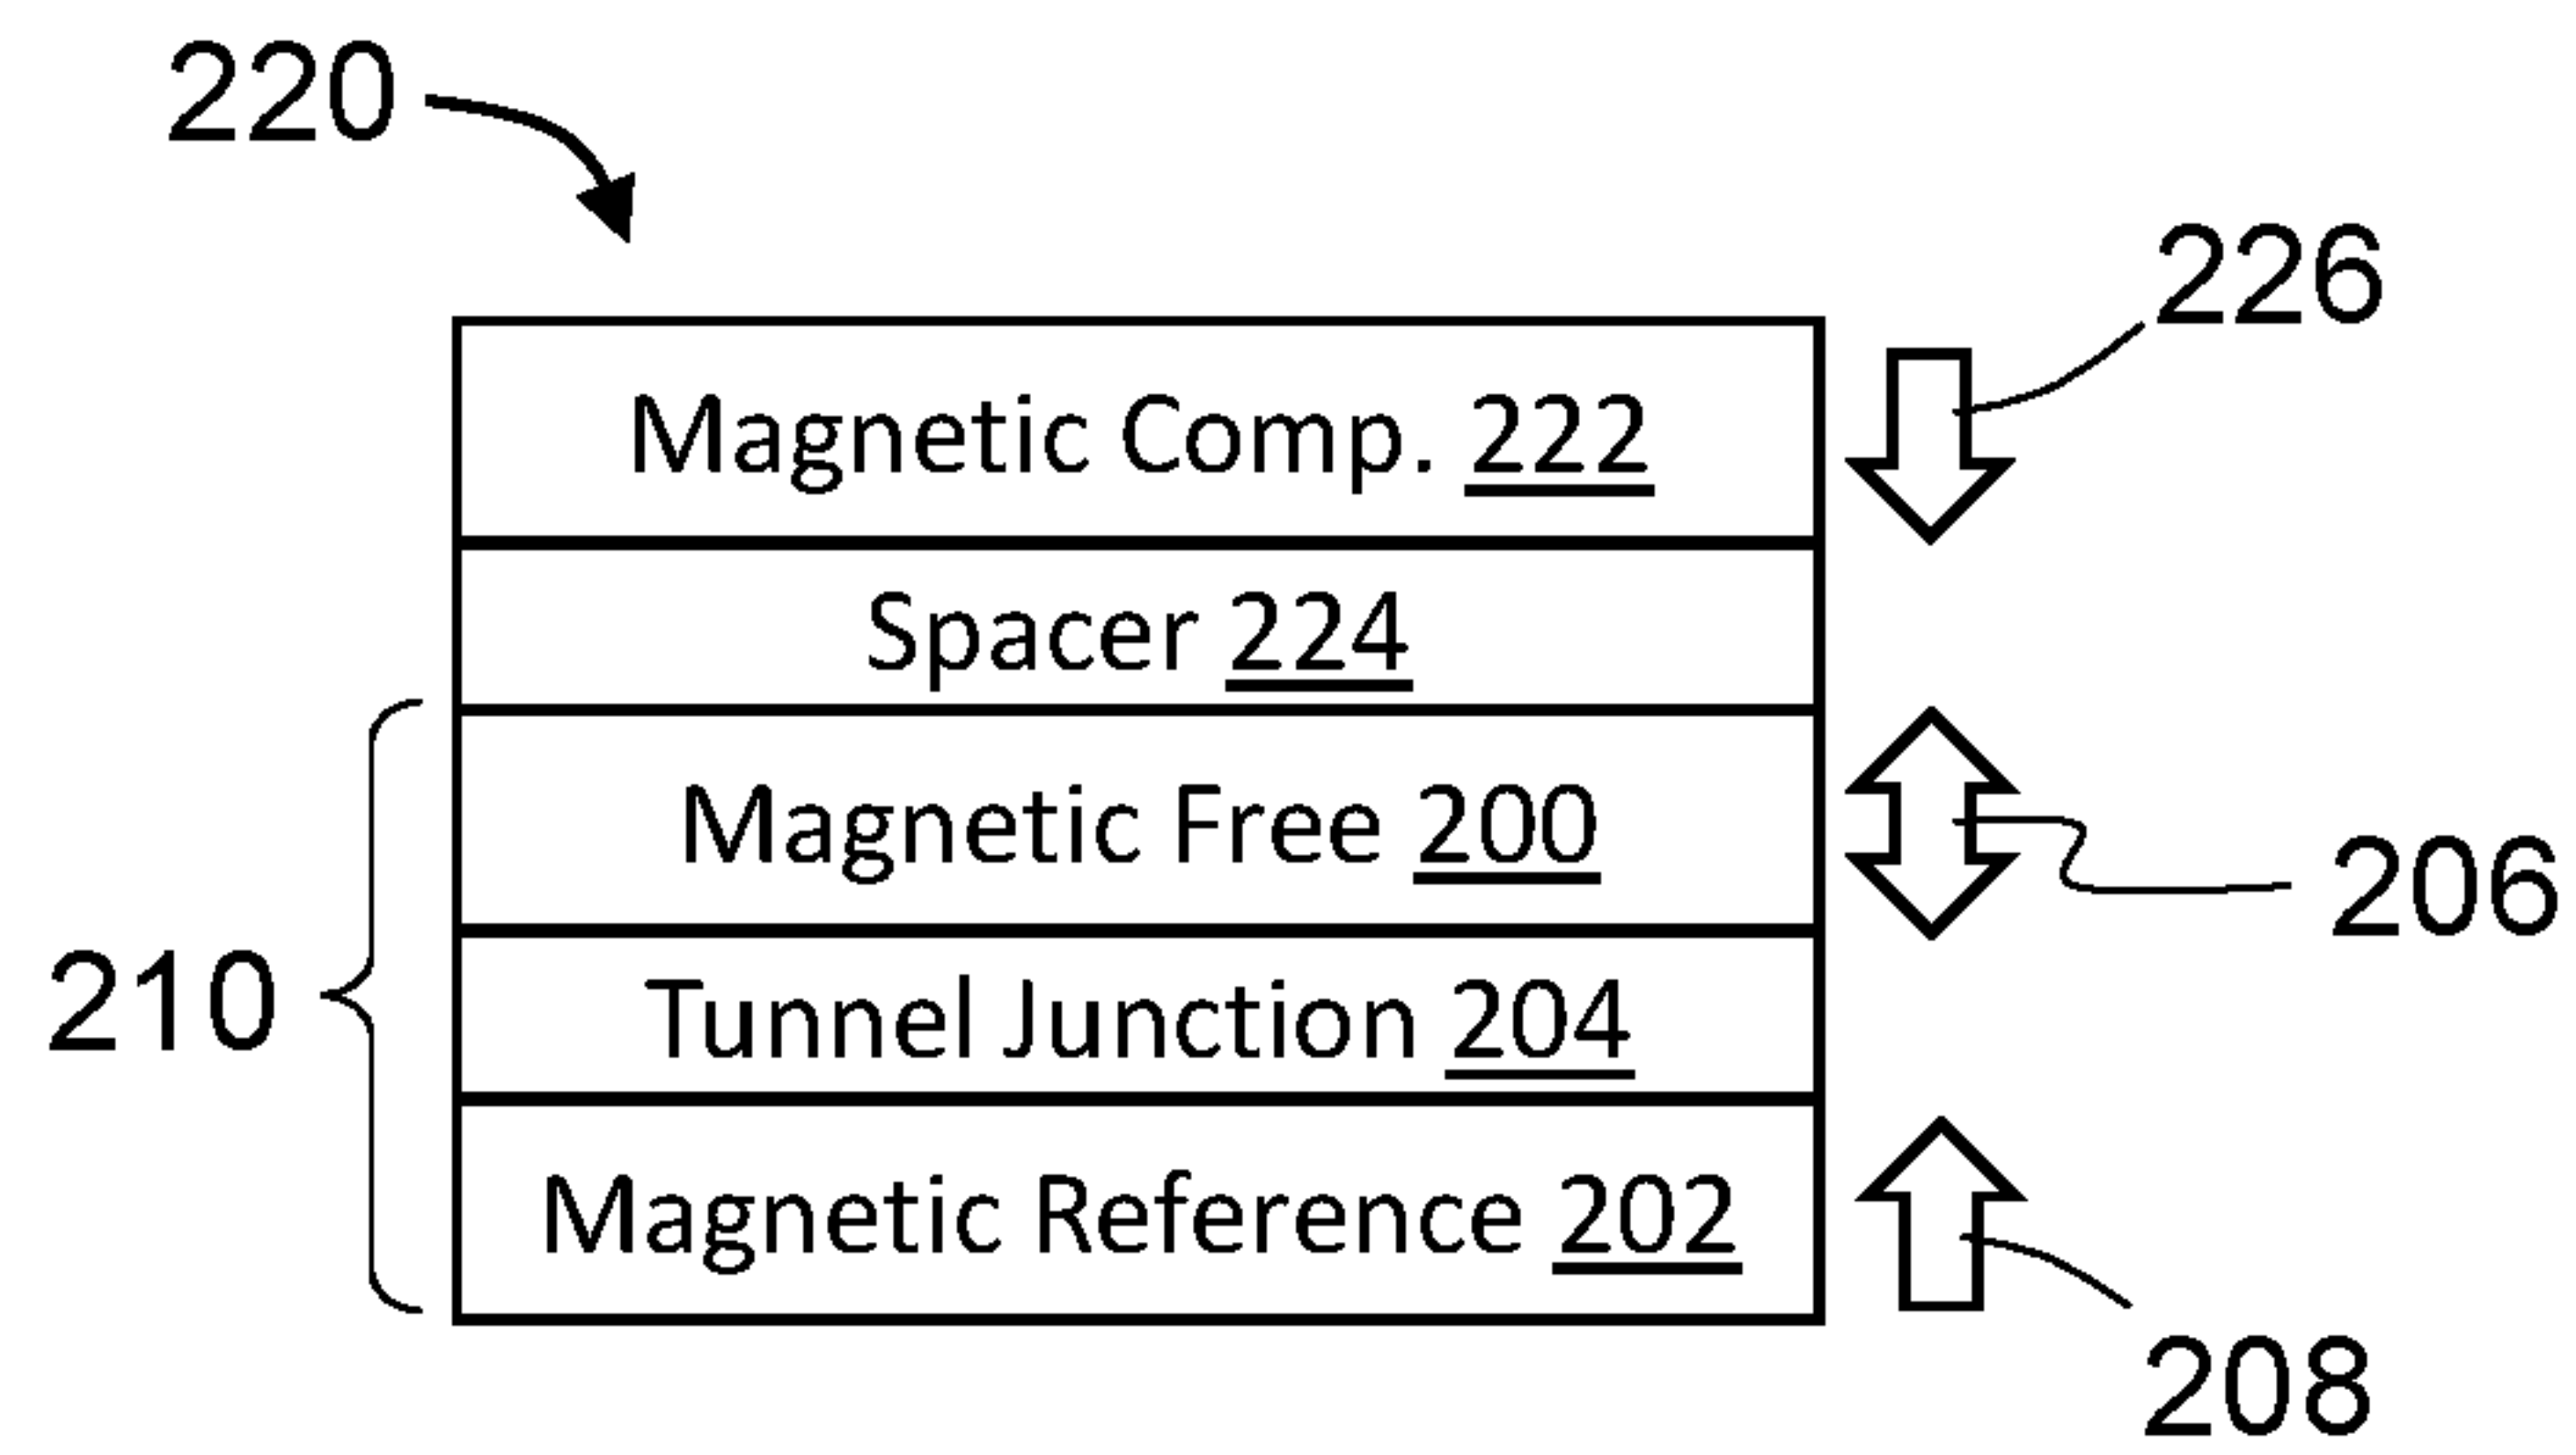 220
226
Magnetic Comp. 222
Spacer 224
Magnetic Free 200
206
210
Tunnel Junction 204
Magnetic Reference 202
208